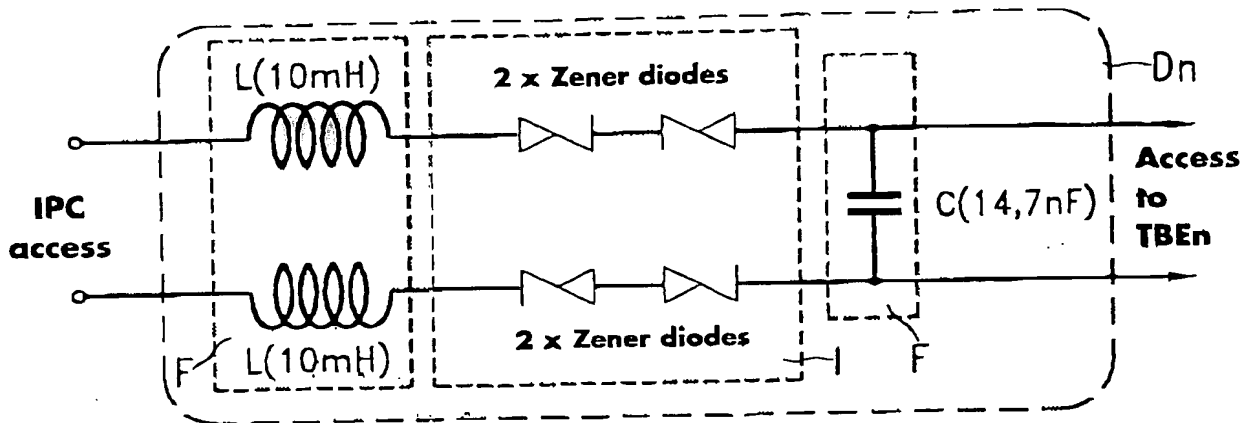 L(10mH)
2 x Zener diodes
Dn
IPC
access
C(14,7nF)
Access
to
TBEn
L(10mH)
2 x Zener diodes
F
I
F